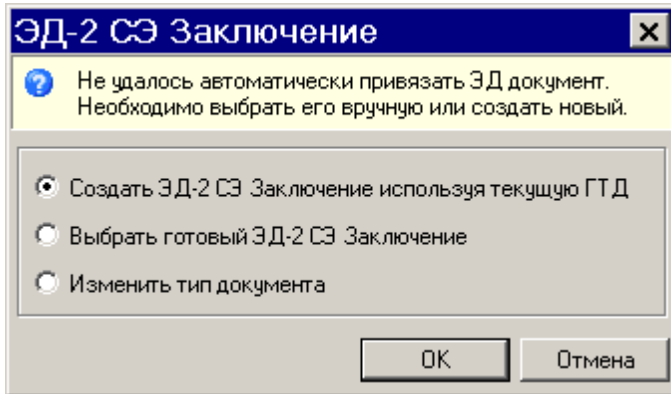 ЭД-2 СЭ Заключение
Не удалось автоматически привязать ЭД документ.
Необходимо выбрать его вручную или создать новый.
Создать ЭД-2 СЭ Заключение используя текущую ГТД
Выбрать готовый ЭД-2 СЭ Заключение
Изменить тип документа
OK Отмена